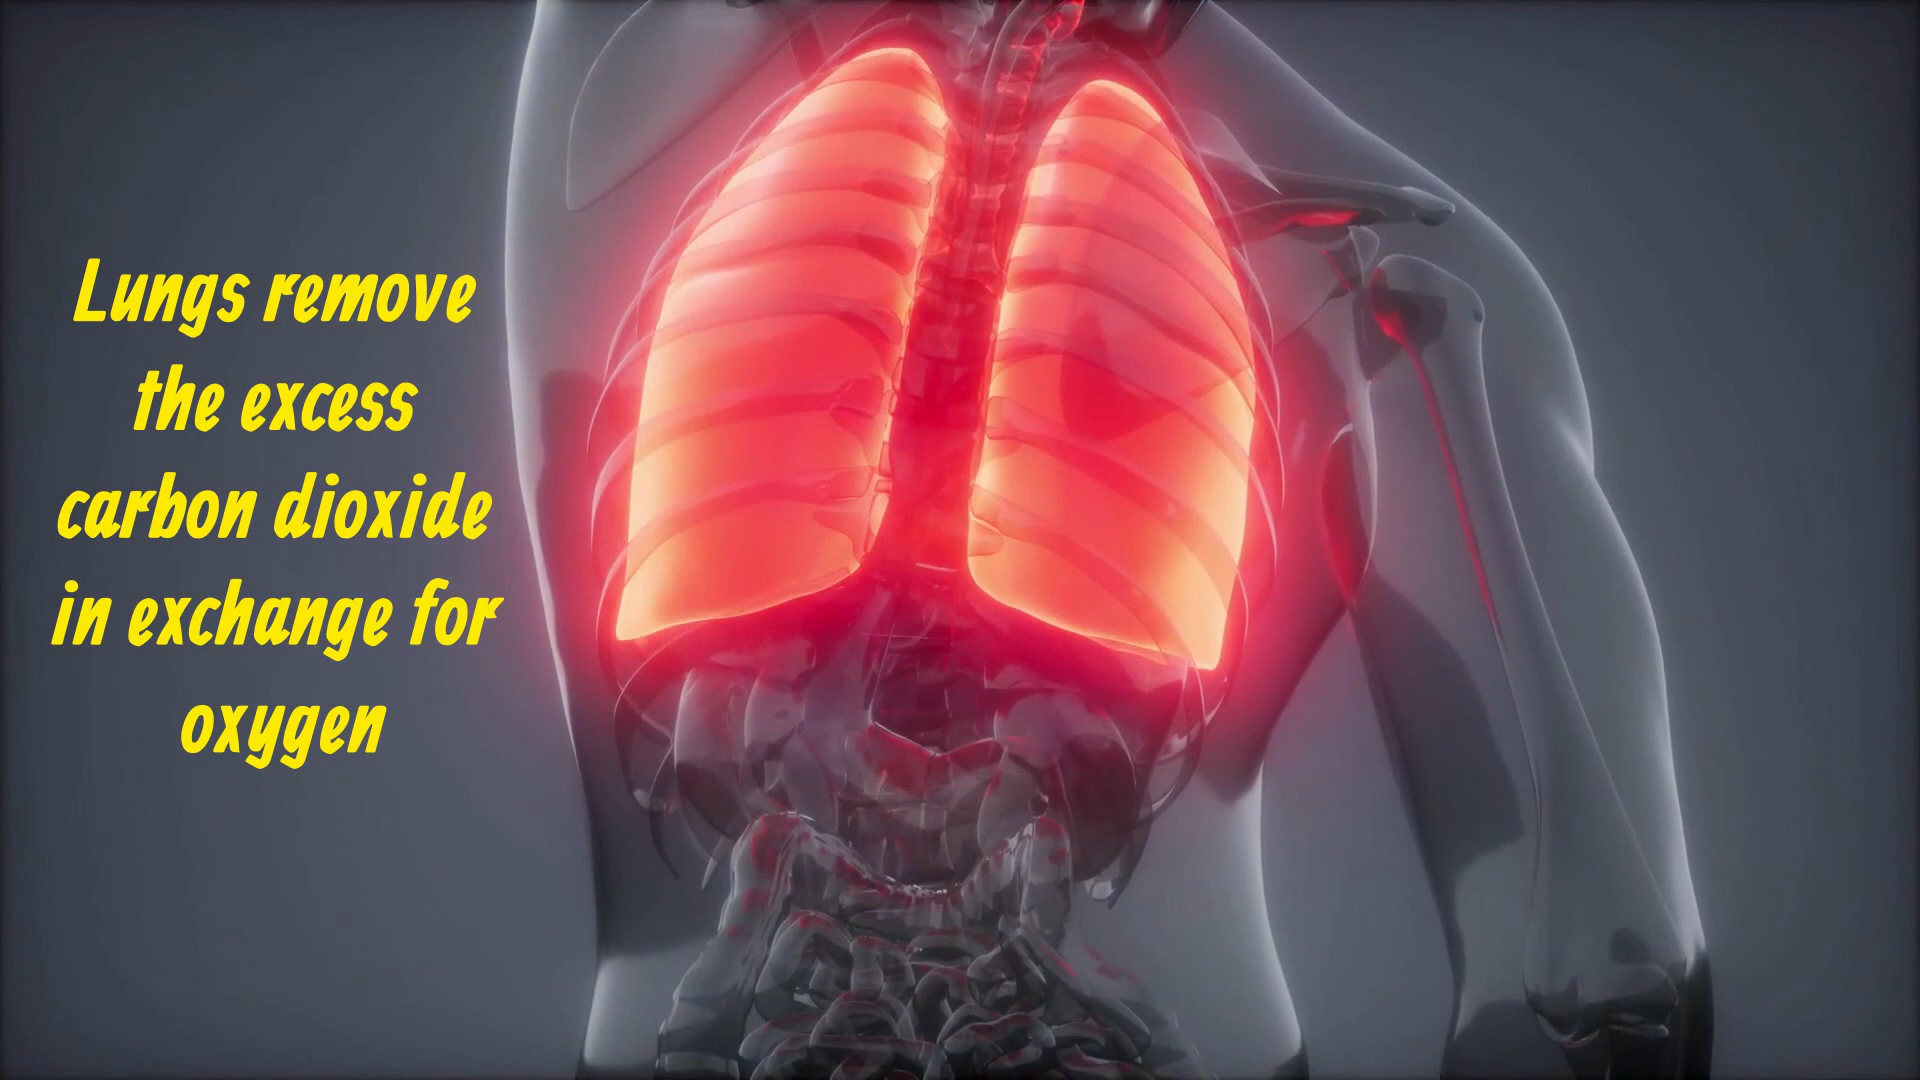 Lungs remove
the excess
carbon dioxide
in exchange for
oxygen